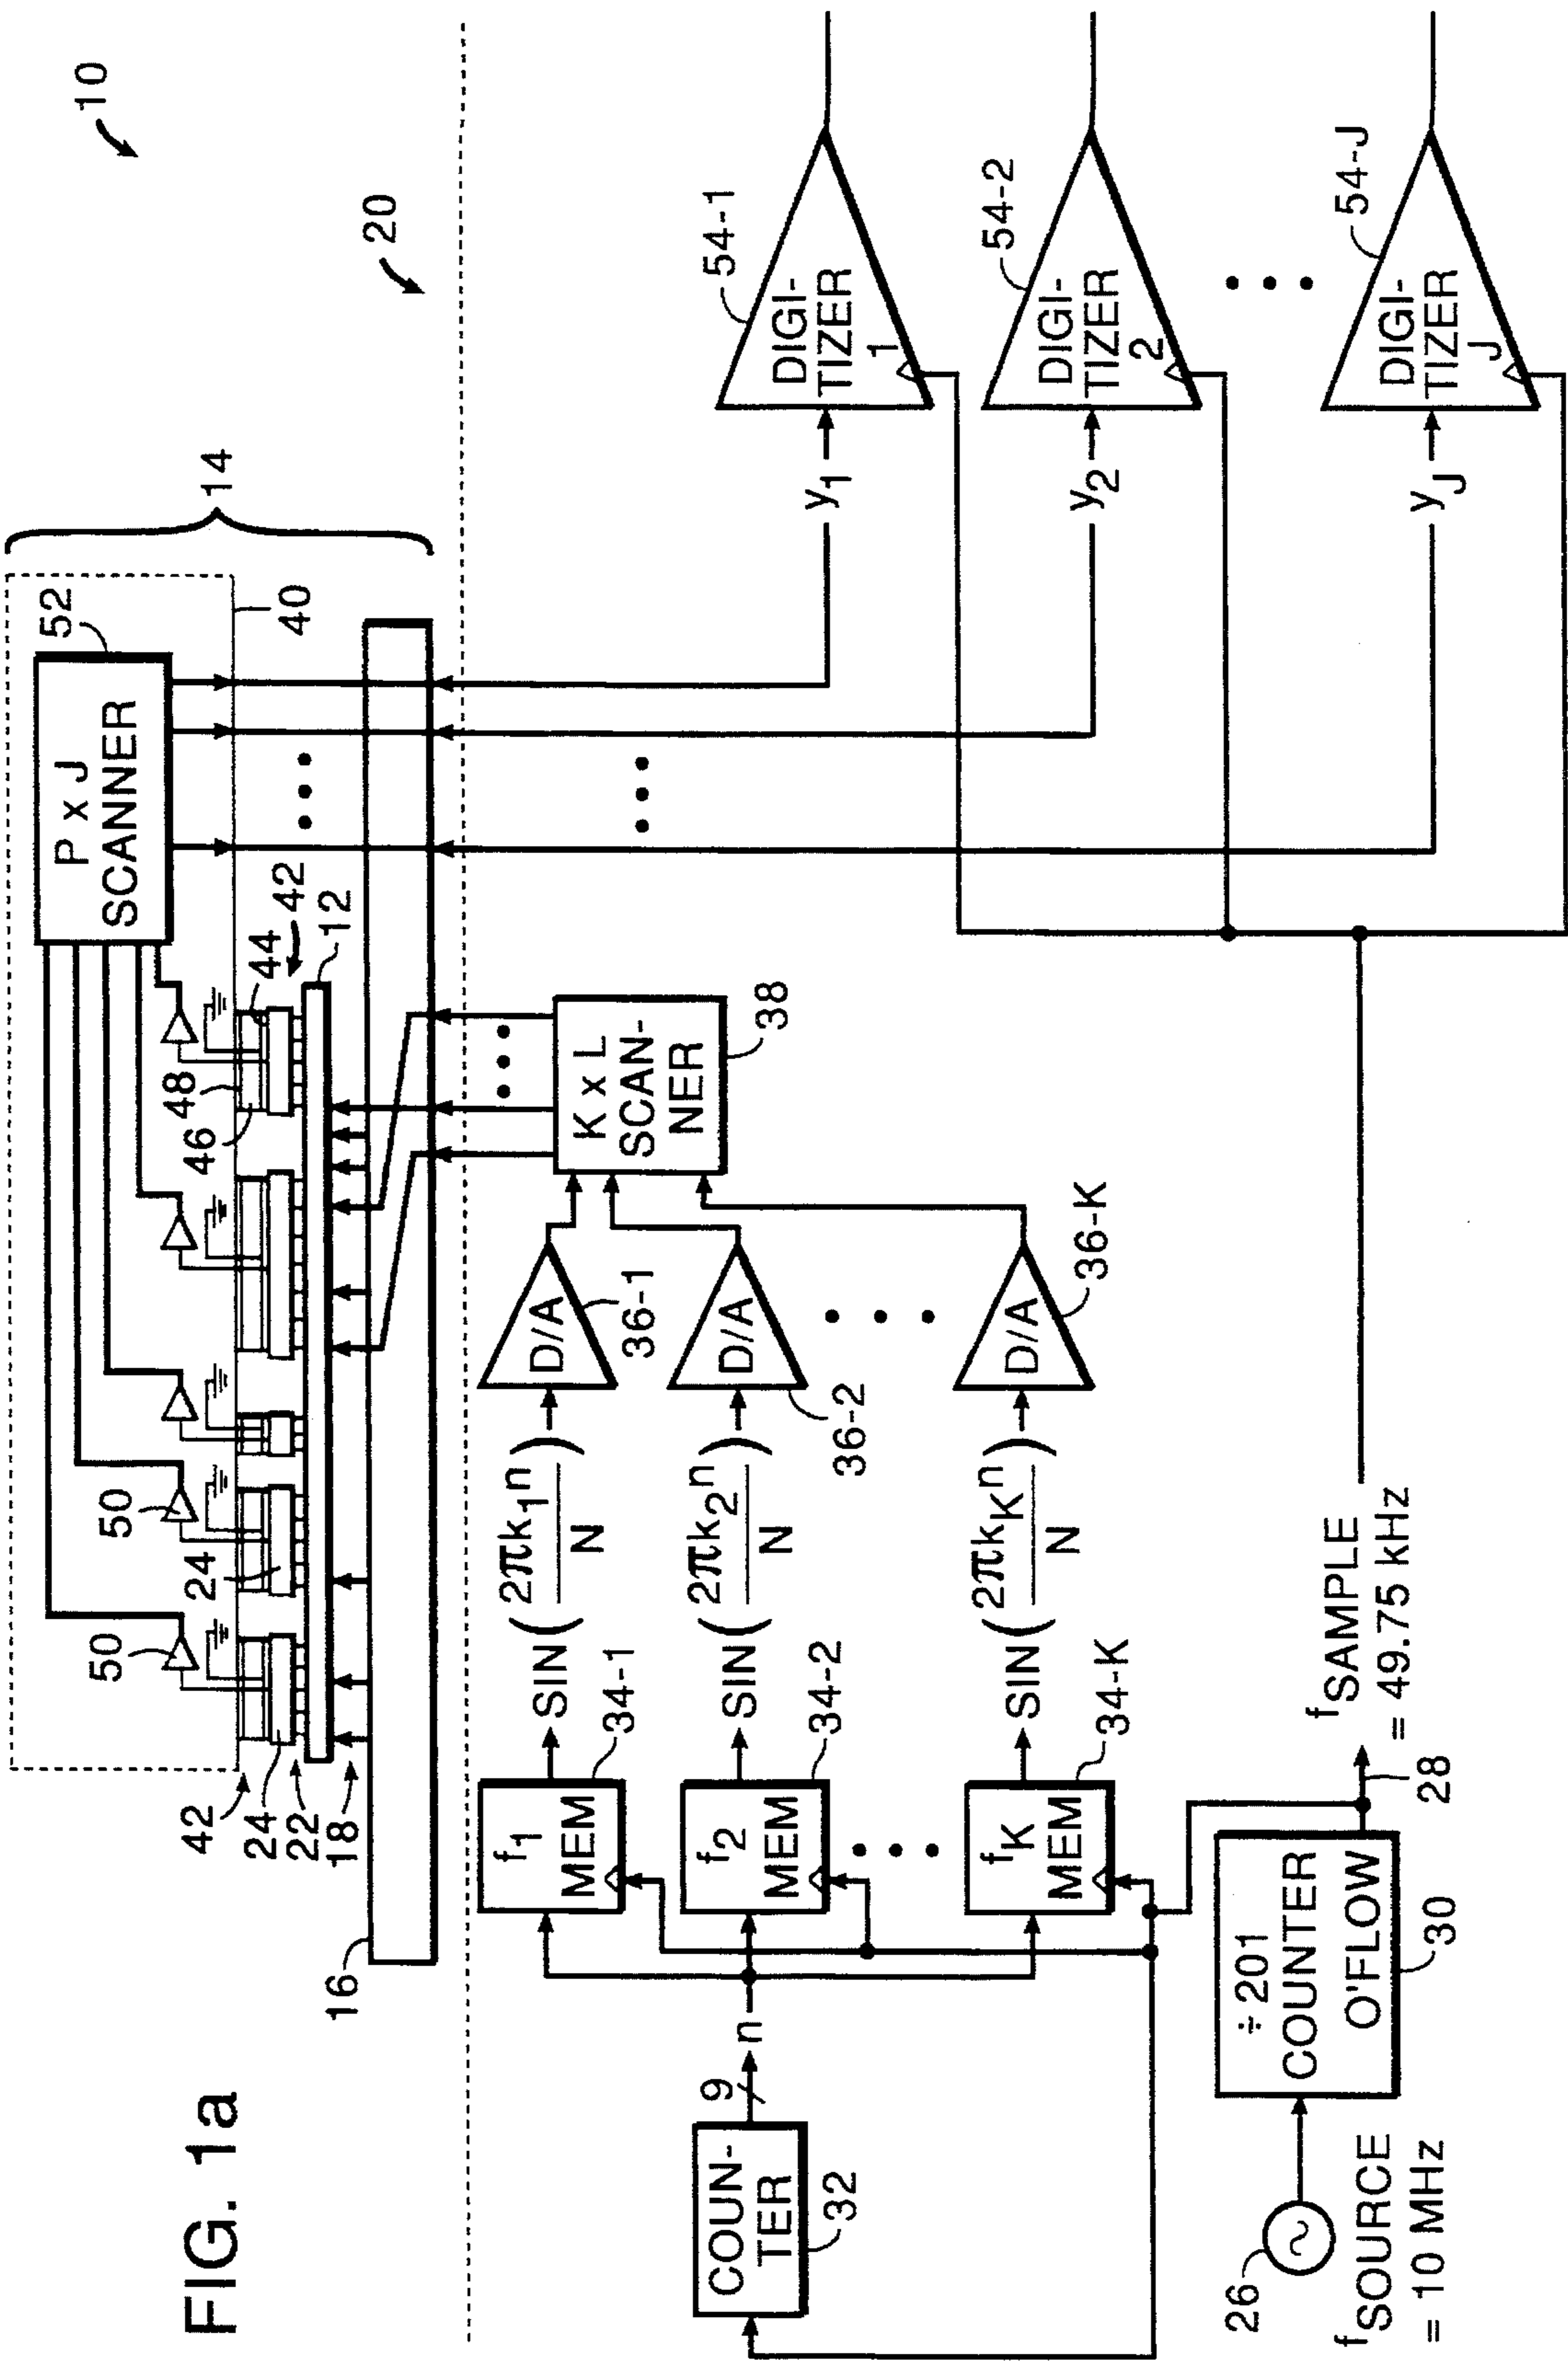 FIG. 1a
10
14
20
52
P x J
SCANNER
40
50
50
24
48
46
44
42
12
42
24
22
18
16
f1
MEM
34-1
SIN(2πk1n/N)
D/A
36-1
COUN-
TER
32
9
n
f2
MEM
34-2
SIN(2πk2n/N)
D/A
36-2
K x L
SCAN-
NER
38
fK
MEM
34-K
SIN(2πkKn/N)
D/A
36-K
26
fSOURCE
= 10 MHz
÷201
COUNTER
O'FLOW
30
28
fSAMPLE
= 49.75 kHz
y1
DIGI-
TIZER
1
54-1
y2
DIGI-
TIZER
2
54-2
yJ
DIGI-
TIZER
J
54-J